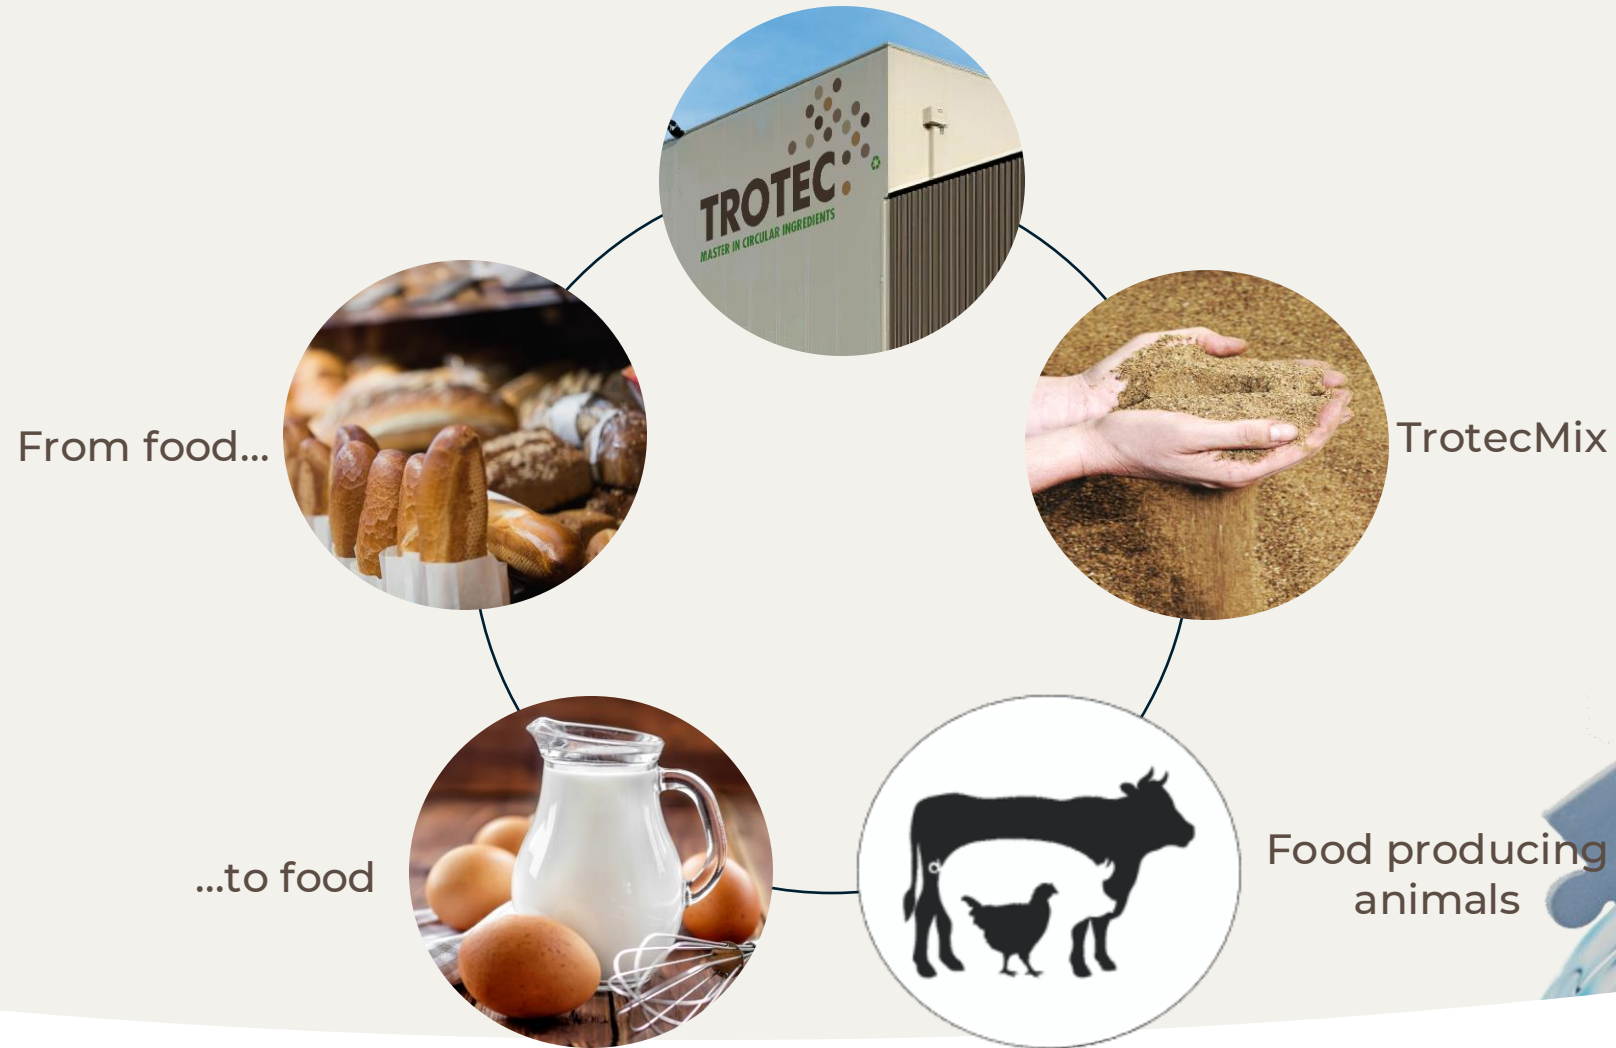 TROTEC
MASTER IN CIRCULAR INGREDIENTS
From food...
TrotecMix
...to food
Food producing
animals